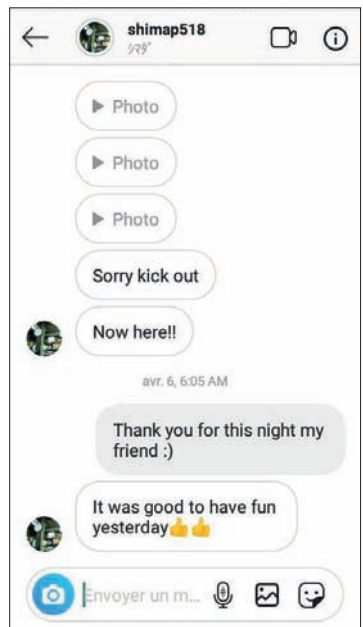 shimap518
ｼﾏﾀﾞ
▶ Photo
▶ Photo
▶ Photo
Sorry kick out
Now here!!
avr. 6, 6:05 AM
Thank you for this night my
friend :)
It was good to have fun
yesterday👍👍
Envoyer un m...